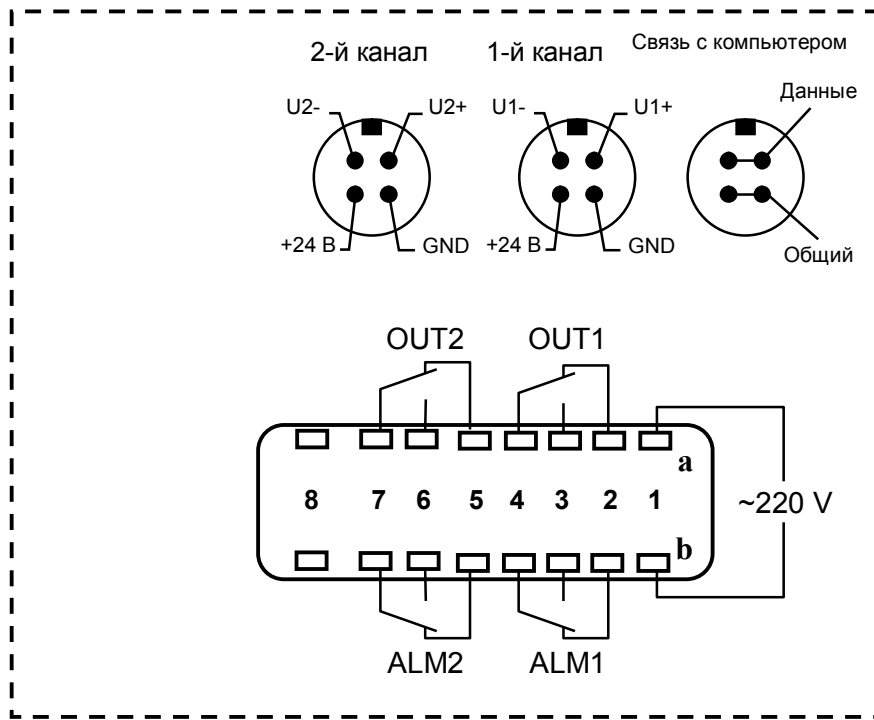 2-й канал 1-й канал Связь с компьютером
Данные
U2- U2+ U1- U1+
+24 В GND +24 В GND
Общий
OUT2 OUT1
a
8 7 6 5 4 3 2 1 ~220 V
b
ALM2 ALM1